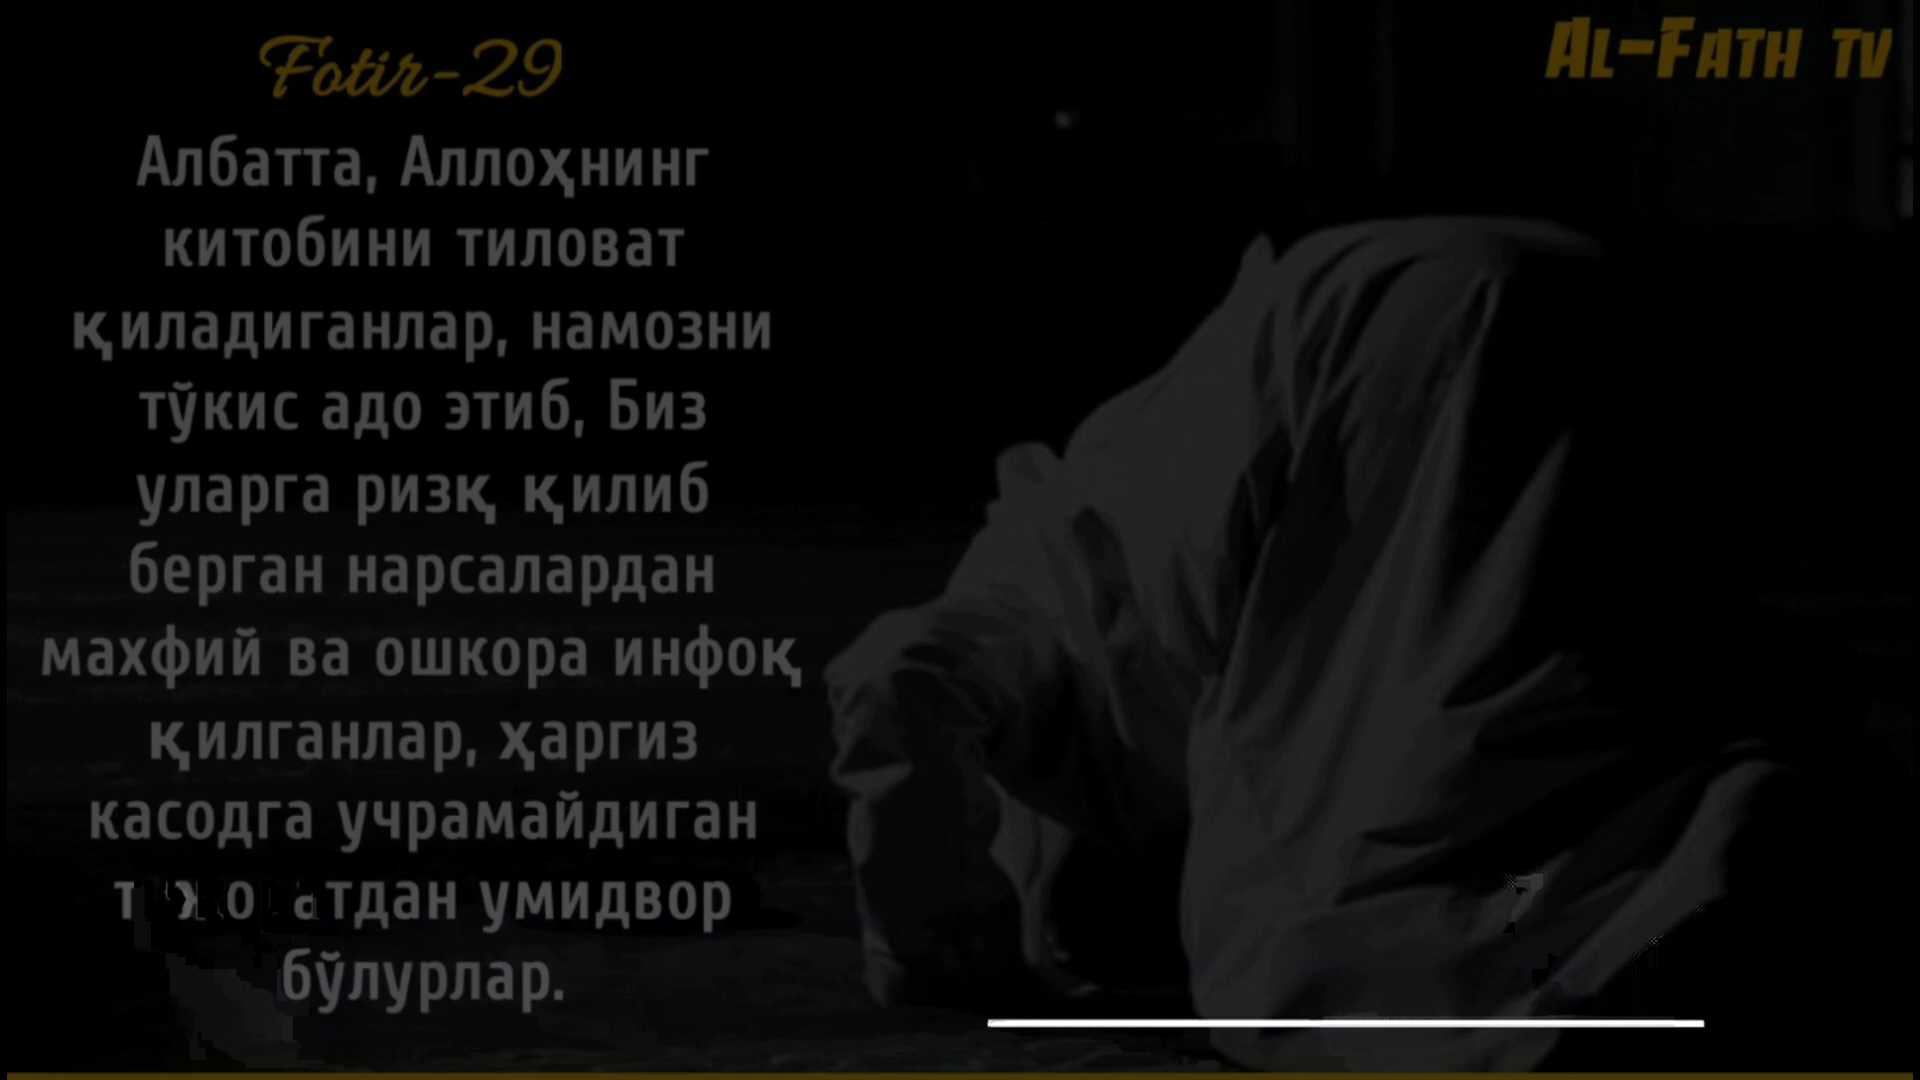 Fotir-29
Al-Fath tv
Албатта, Аллоҳнинг
китобини тиловат
қиладиганлар, намозни
тўкис адо этиб, Биз
уларга ризқ қилиб
берган нарсалардан
махфий ва ошкора инфоқ
қилганлар, ҳаргиз
касодга учрамайдиган
умидвор
бўлурлар.